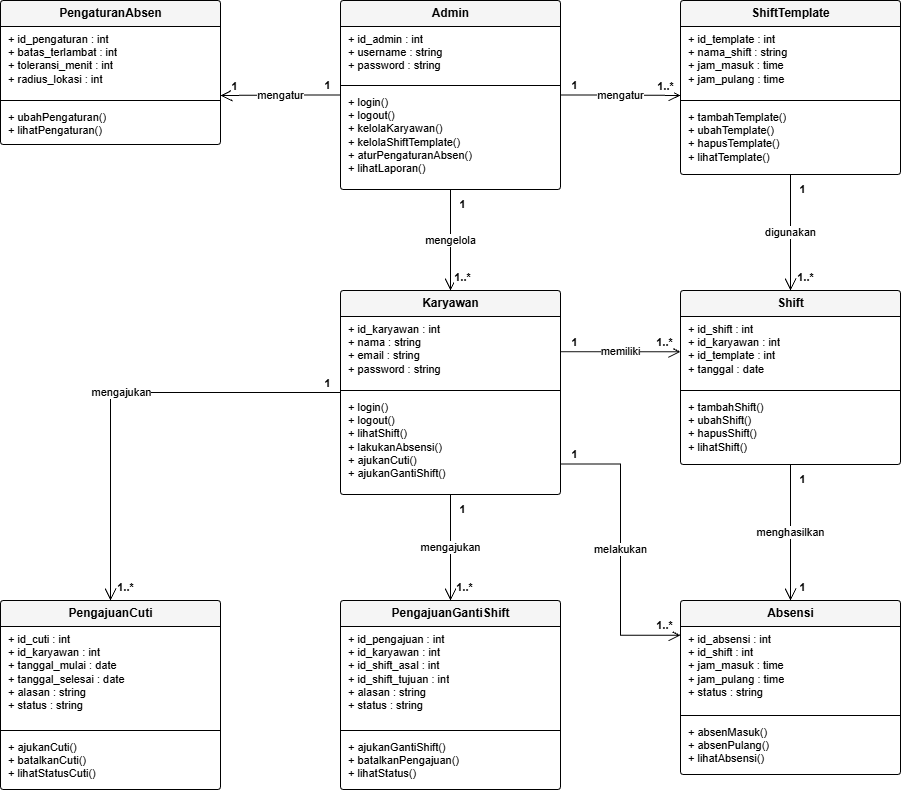 PengaturanAbsen
+ id_pengaturan : int
+ batas_terlambat : int
+ toleransi_menit : int
+ radius_lokasi : int
+ ubahPengaturan()
+ lihatPengaturan()
1
mengatur
1
Admin
+ id_admin : int
+ username : string
+ password : string
+ login()
+ logout()
+ kelolaKaryawan()
+ kelolaShiftTemplate()
+ aturPengaturanAbsen()
+ lihatLaporan()
1
mengatur
1..*
ShiftTemplate
+ id_template : int
+ nama_shift : string
+ jam_masuk : time
+ jam_pulang : time
+ tambahTemplate()
+ ubahTemplate()
+ hapusTemplate()
+ lihatTemplate()
1
mengelola
1..*
1
digunakan
1..*
Karyawan
+ id_karyawan : int
+ nama : string
+ email : string
+ password : string
+ login()
+ logout()
+ lihatShift()
+ lakukanAbsensi()
+ ajukanCuti()
+ ajukanGantiShift()
1
memiliki
1..*
Shift
+ id_shift : int
+ id_karyawan : int
+ id_template : int
+ tanggal : date
+ tambahShift()
+ ubahShift()
+ hapusShift()
+ lihatShift()
1
mengajukan
1..*
1
mengajukan
1..*
1
melakukan
1..*
1
menghasilkan
1
PengajuanCuti
+ id_cuti : int
+ id_karyawan : int
+ tanggal_mulai : date
+ tanggal_selesai : date
+ alasan : string
+ status : string
+ ajukanCuti()
+ batalkanCuti()
+ lihatStatusCuti()
PengajuanGantiShift
+ id_pengajuan : int
+ id_karyawan : int
+ id_shift_asal : int
+ id_shift_tujuan : int
+ alasan : string
+ status : string
+ ajukanGantiShift()
+ batalkanPengajuan()
+ lihatStatus()
Absensi
+ id_absensi : int
+ id_shift : int
+ jam_masuk : time
+ jam_pulang : time
+ status : string
+ absenMasuk()
+ absenPulang()
+ lihatAbsensi()